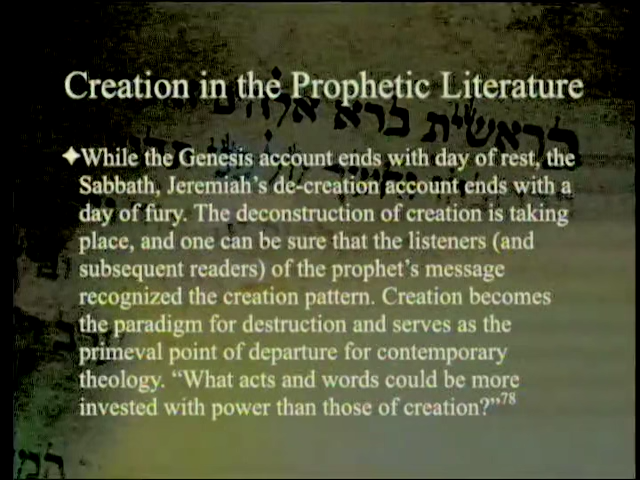 Creation in the Prophetic Literature
בראשית ברא אלהים
✦While the Genesis account ends with day of rest, the
Sabbath, Jeremiah's de-creation account ends with a
day of fury. The deconstruction of creation is taking
place, and one can be sure that the listeners (and
subsequent readers) of the prophet's message
recognized the creation pattern. Creation becomes
the paradigm for destruction and serves as the
primeval point of departure for contemporary
theology. “What acts and words could be more
invested with power than those of creation?”78